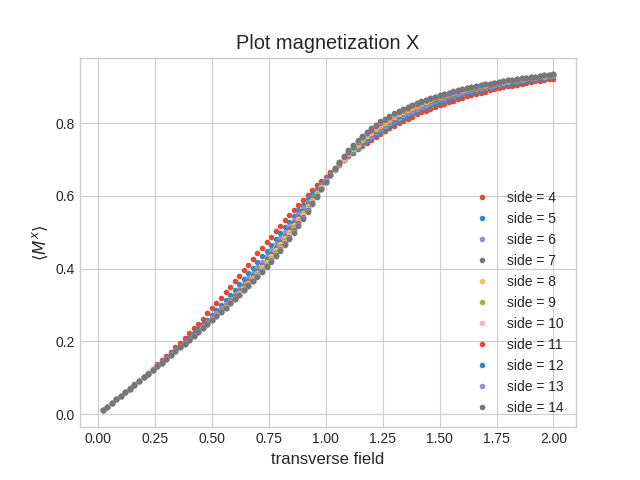 Plot magnetization X
⟨Mˣ⟩
0.8
0.6
0.4
0.2
0.0
side = 4
side = 5
side = 6
side = 7
side = 8
side = 9
side = 10
side = 11
side = 12
side = 13
side = 14
0.00 0.25 0.50 0.75 1.00 1.25 1.50 1.75 2.00
transverse field